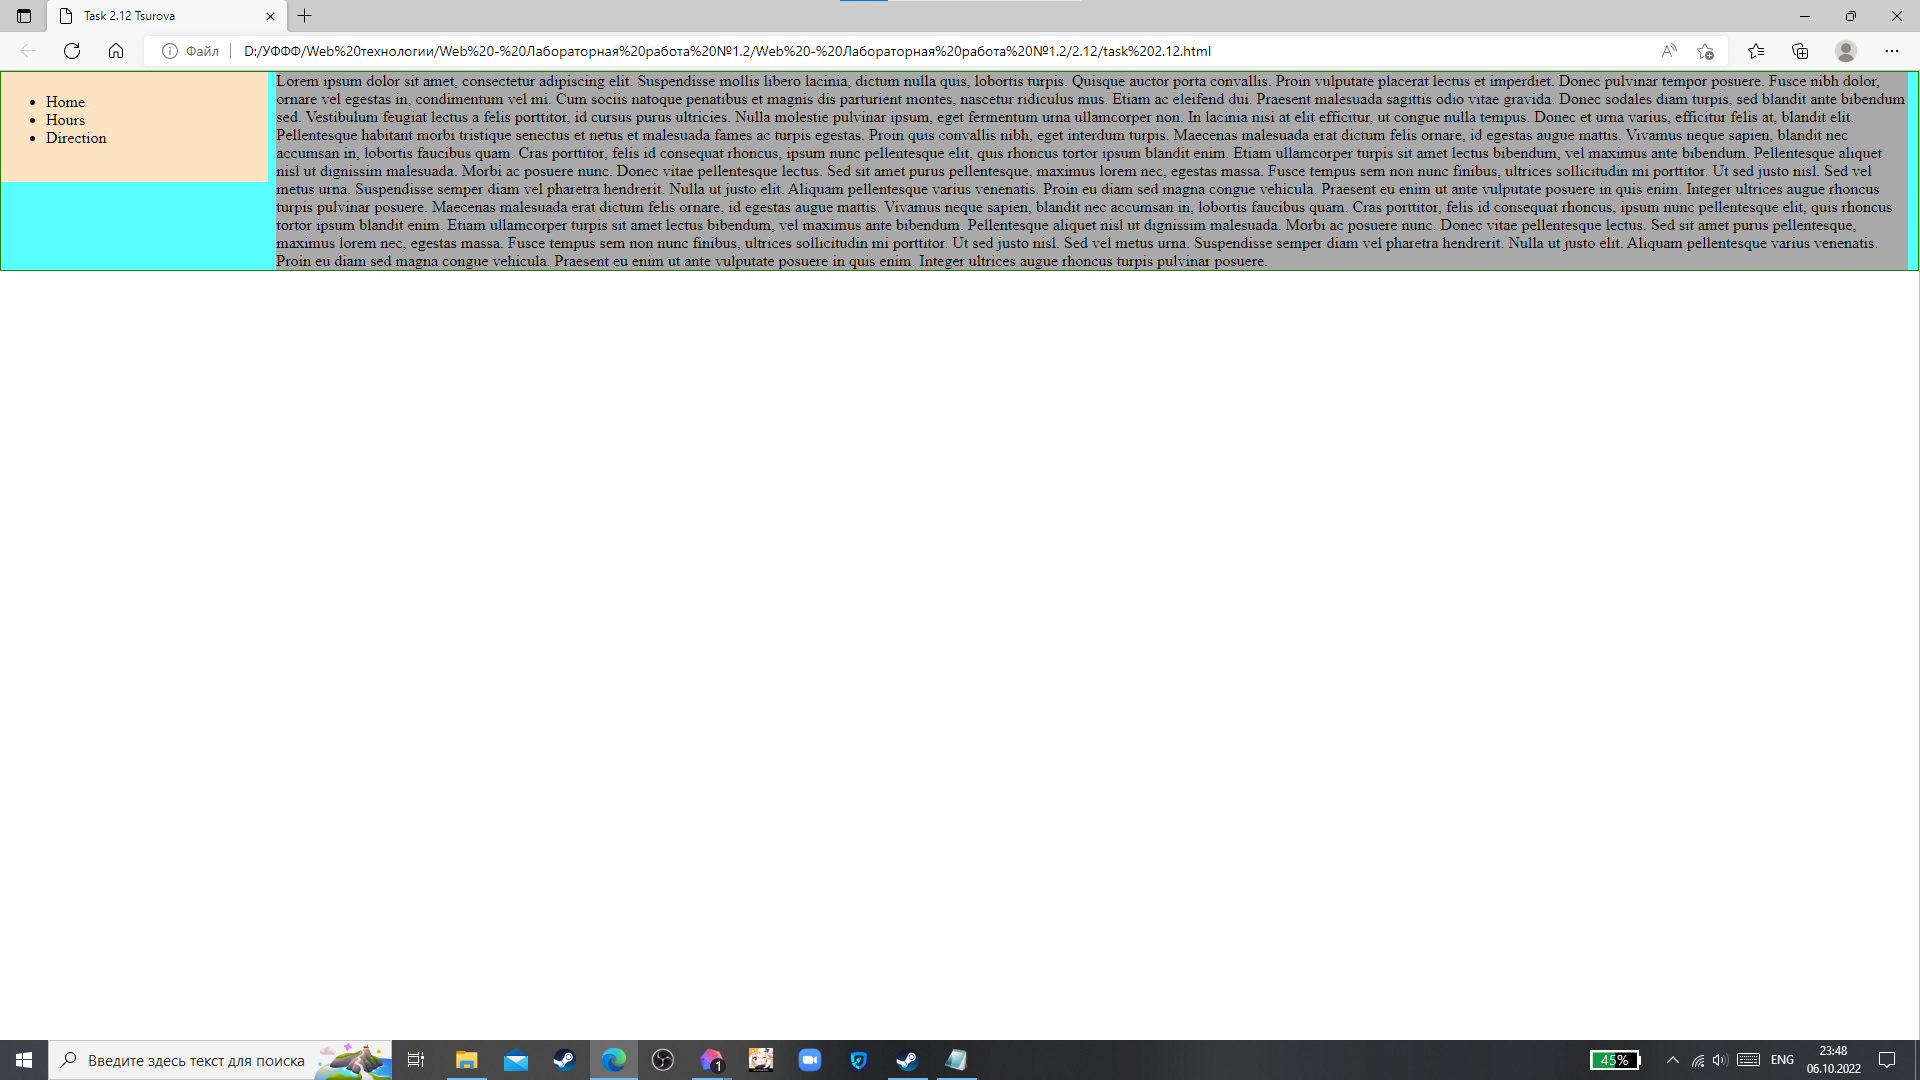 Task 2.12 Tsurova
Файл
D:/УФФФ/Web%20технологии/Web%20-%20Лабораторная%20работа%20№1.2/Web%20-%20Лабораторная%20работа%20№1.2/2.12/task%202.12.html
Home
Hours
Direction
Lorem ipsum dolor sit amet, consectetur adipiscing elit. Suspendisse mollis libero lacinia, dictum nulla quis, lobortis turpis. Quisque auctor porta convallis. Proin vulputate placerat lectus et imperdiet. Donec pulvinar tempor posuere. Fusce nibh dolor,
ornare vel egestas in, condimentum vel mi. Cum sociis natoque penatibus et magnis dis parturient montes, nascetur ridiculus mus. Etiam ac eleifend dui. Praesent malesuada sagittis odio vitae gravida. Donec sodales diam turpis, sed blandit ante bibendum
sed. Vestibulum feugiat lectus a felis porttitor, id cursus purus ultricies. Nulla molestie pulvinar ipsum, eget fermentum urna ullamcorper non. In lacinia nisi at elit efficitur, ut congue nulla tempus. Donec et urna varius, efficitur felis at, blandit elit.
Pellentesque habitant morbi tristique senectus et netus et malesuada fames ac turpis egestas. Proin quis convallis nibh, eget interdum turpis. Maecenas malesuada erat dictum felis ornare, id egestas augue mattis. Vivamus neque sapien, blandit nec
accumsan in, lobortis faucibus quam. Cras porttitor, felis id consequat rhoncus, ipsum nunc pellentesque elit, quis rhoncus tortor ipsum blandit enim. Etiam ullamcorper turpis sit amet lectus bibendum, vel maximus ante bibendum. Pellentesque aliquet
nisl ut dignissim malesuada. Morbi ac posuere nunc. Donec vitae pellentesque lectus. Sed sit amet purus pellentesque, maximus lorem nec, egestas massa. Fusce tempus sem non nunc finibus, ultrices sollicitudin mi porttitor. Ut sed justo nisl. Sed vel
metus urna. Suspendisse semper diam vel pharetra hendrerit. Nulla ut justo elit. Aliquam pellentesque varius venenatis. Proin eu diam sed magna congue vehicula. Praesent eu enim ut ante vulputate posuere in quis enim. Integer ultrices augue rhoncus
turpis pulvinar posuere. Maecenas malesuada erat dictum felis ornare, id egestas augue mattis. Vivamus neque sapien, blandit nec accumsan in, lobortis faucibus quam. Cras porttitor, felis id consequat rhoncus, ipsum nunc pellentesque elit, quis rhoncus
tortor ipsum blandit enim. Etiam ullamcorper turpis sit amet lectus bibendum, vel maximus ante bibendum. Pellentesque aliquet nisl ut dignissim malesuada. Morbi ac posuere nunc. Donec vitae pellentesque lectus. Sed sit amet purus pellentesque,
maximus lorem nec, egestas massa. Fusce tempus sem non nunc finibus, ultrices sollicitudin mi porttitor. Ut sed justo nisl. Sed vel metus urna. Suspendisse semper diam vel pharetra hendrerit. Nulla ut justo elit. Aliquam pellentesque varius venenatis.
Proin eu diam sed magna congue vehicula. Praesent eu enim ut ante vulputate posuere in quis enim. Integer ultrices augue rhoncus turpis pulvinar posuere.
Введите здесь текст для поиска
1
45%
ENG
23:48
06.10.2022